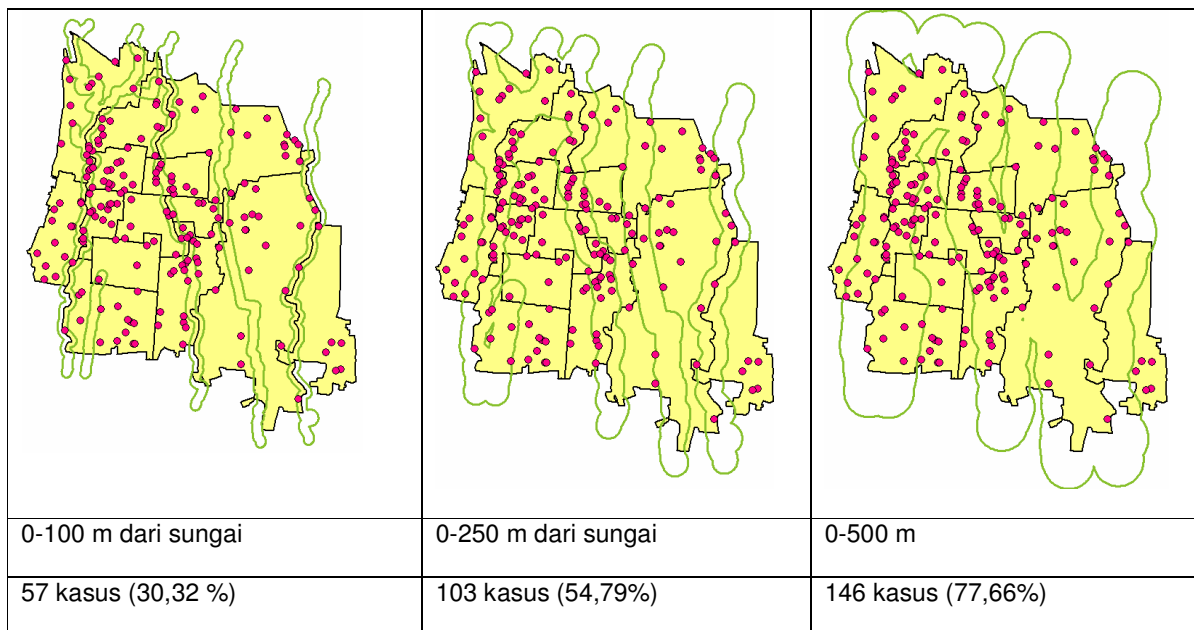 0-100 m dari sungai
0-250 m dari sungai
0-500 m
57 kasus (30,32 %)
103 kasus (54,79%)
146 kasus (77,66%)